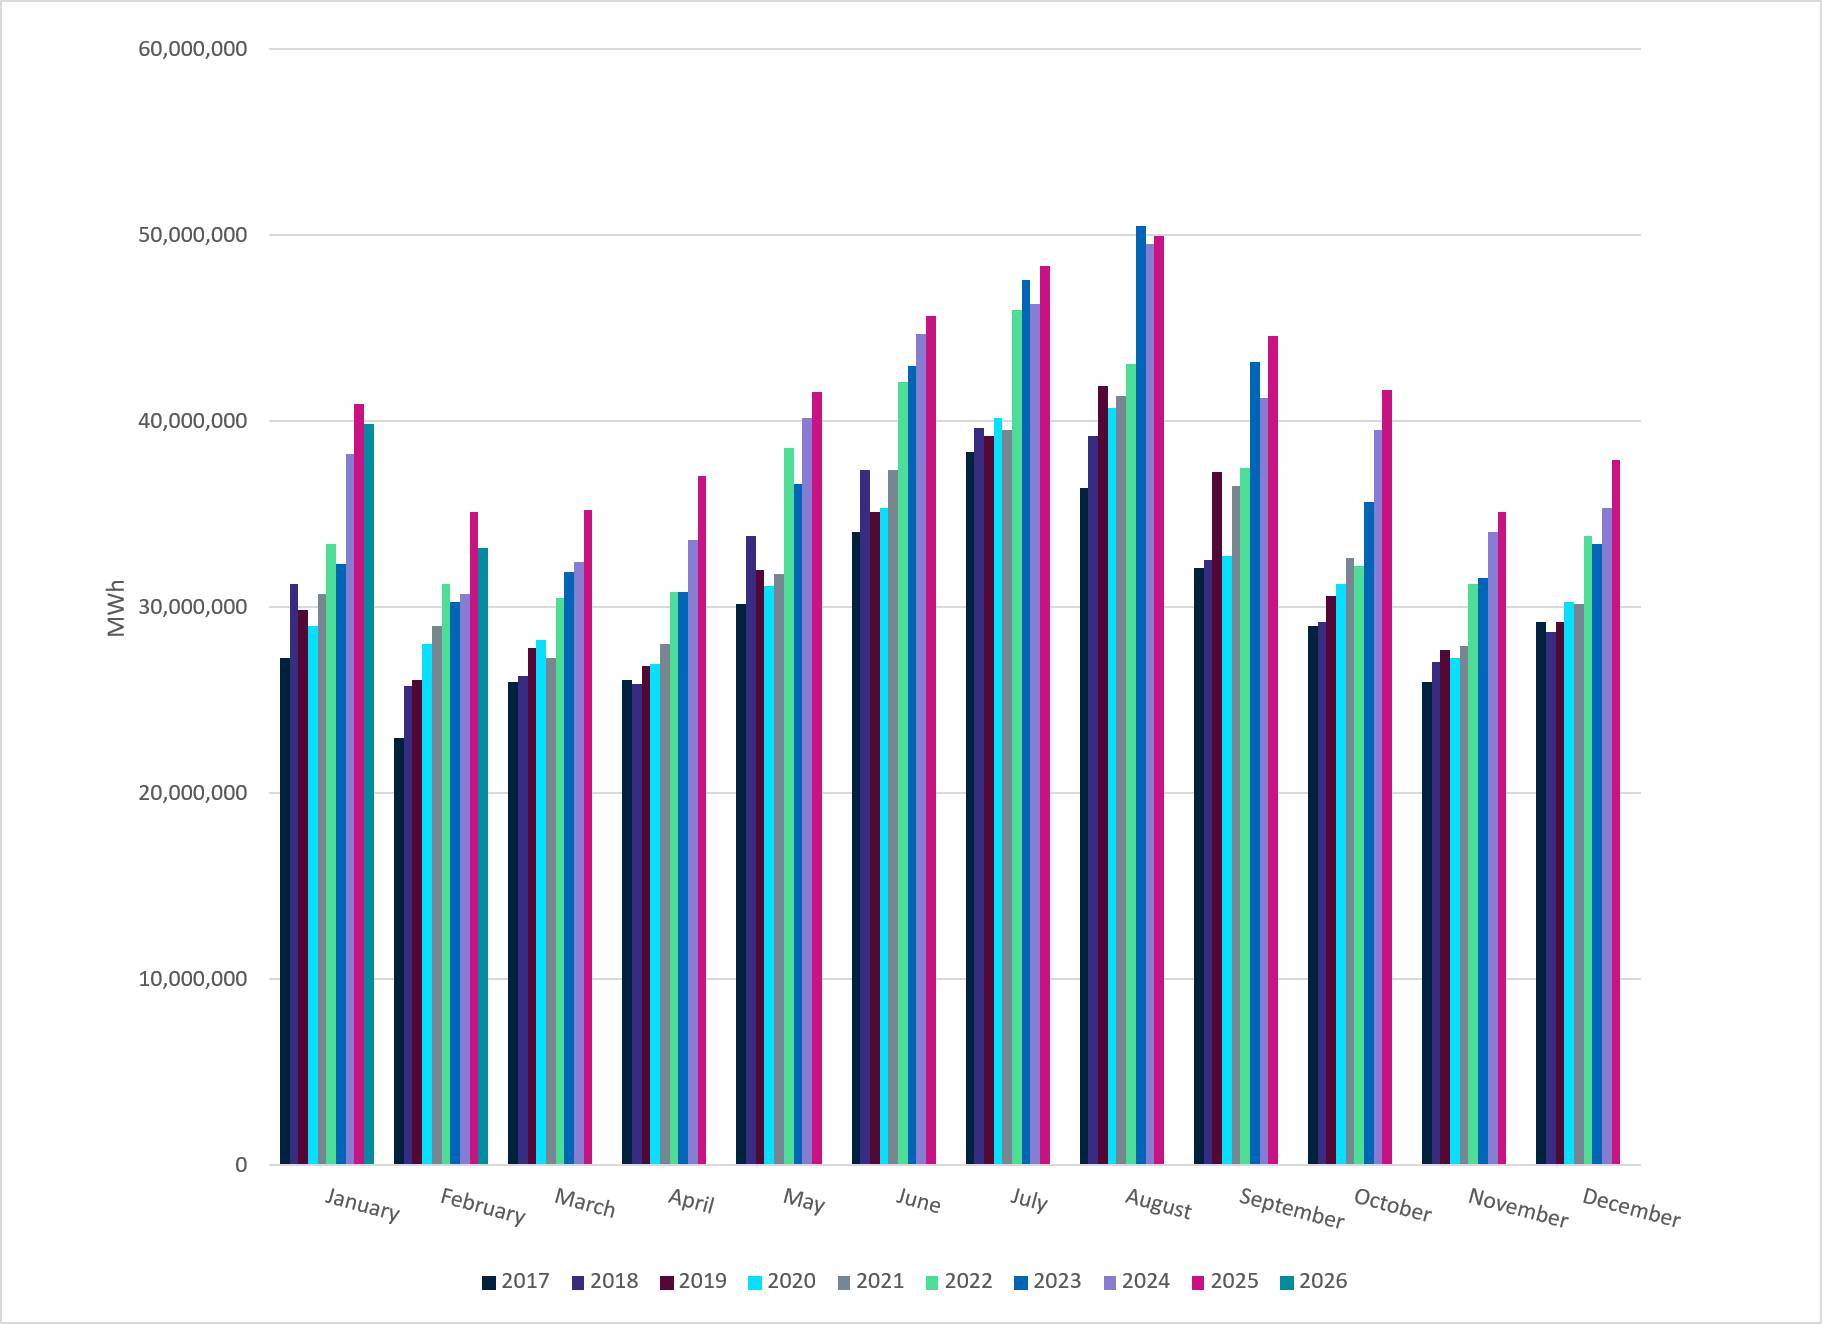 60,000,000
50,000,000
40,000,000
30,000,000
20,000,000
10,000,000
0
MWh
January February March April May June July August September October November December
2017 2018 2019 2020 2021 2022 2023 2024 2025 2026